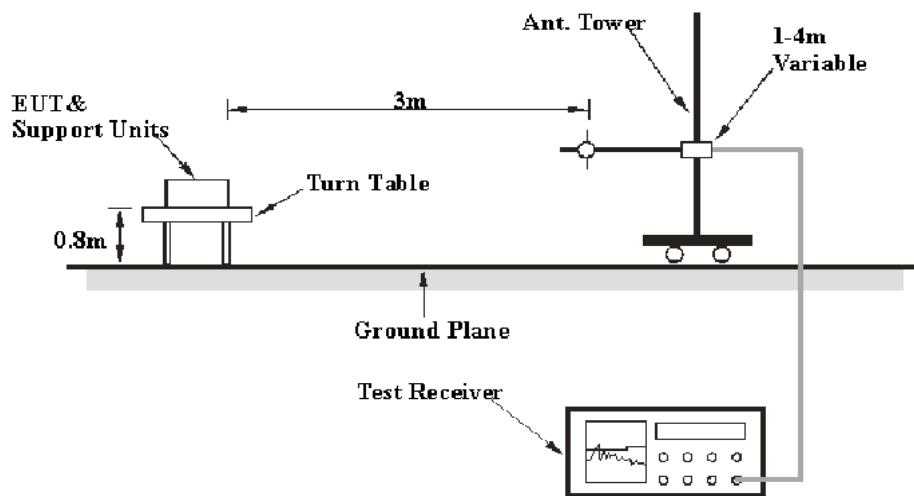 Ant. Tower
1-4m
Variable
3m
EUT&
Support Units
Turn Table
0.8m
Ground Plane
Test Receiver